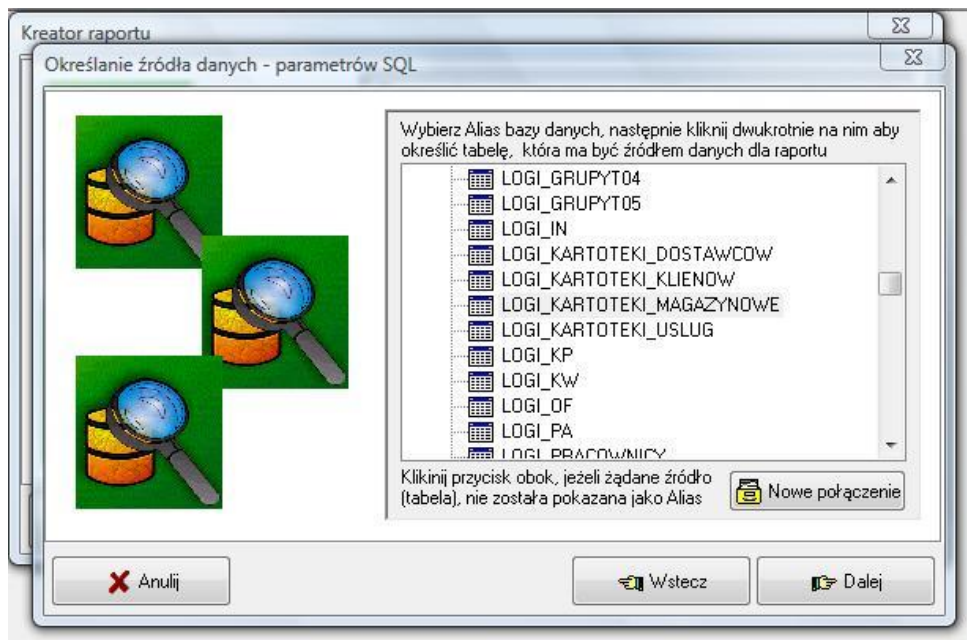 Kreator raportu
Określanie źródła danych - parametrów SQL
Wybierz Alias bazy danych, następnie kliknij dwukrotnie na nim aby
określić tabelę, która ma być źródłem danych dla raportu
LOGI_GRUPYT04
LOGI_GRUPYT05
LOGI_IN
LOGI_KARTOTEKI_DOSTAWCOW
LOGI_KARTOTEKI_KLIENOW
LOGI_KARTOTEKI_MAGAZYNOWE
LOGI_KARTOTEKI_USLUG
LOGI_KP
LOGI_KW
LOGI_OF
LOGI_PA
LOGI_PRACOWNICY
Klikinij przycisk obok, jeżeli żądane źródło
(tabela), nie została pokazana jako Alias
Nowe połączenie
Anulij
Wstecz
Dalej